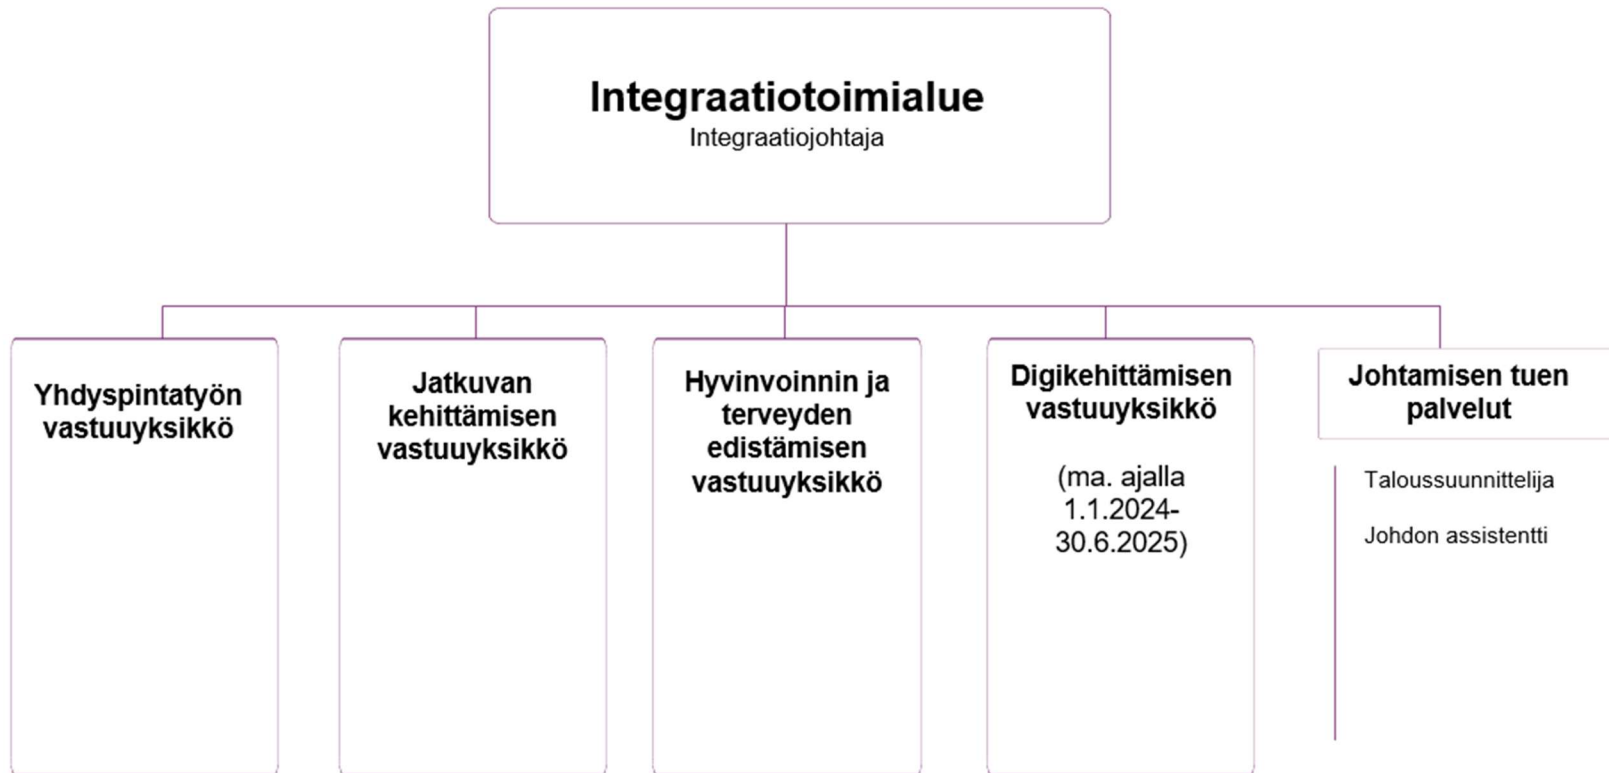 Integraatiotoimialue
Integraatiojohtaja
Yhdyspintatyön
vastuuyksikkö
Jatkuvan
kehittämisen
vastuuyksikkö
Hyvinvoinnin ja
terveyden
edistämisen
vastuuyksikkö
Digikehittämisen
vastuuyksikkö
(ma. ajalla
1.1.2024-
30.6.2025)
Johtamisen tuen
palvelut
Taloussuunnittelija
Johdon assistentti